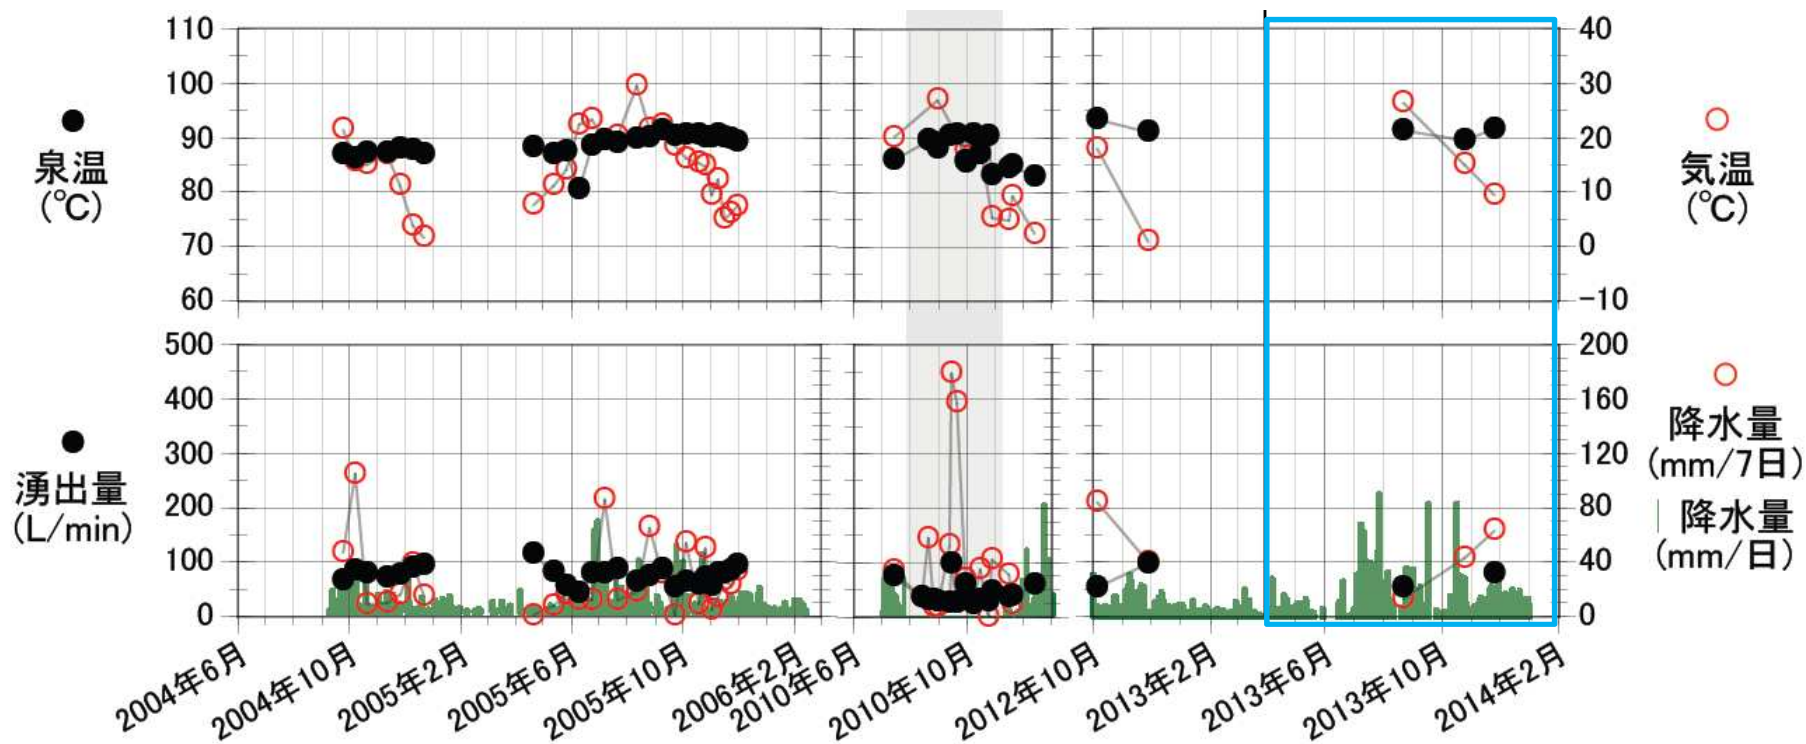 110
100
90
80
70
60
泉温
(℃)
40
30
20
10
0
-10
気温
(℃)
500
400
300
200
100
0
湧出量
(L/min)
200
160
120
80
40
0
降水量
(mm/7日)
降水量
(mm/日)
2004年6月
2004年10月
2005年2月
2005年6月
2005年10月
2006年2月
2010年6月
2010年10月
2012年10月
2013年2月
2013年6月
2013年10月
2014年2月